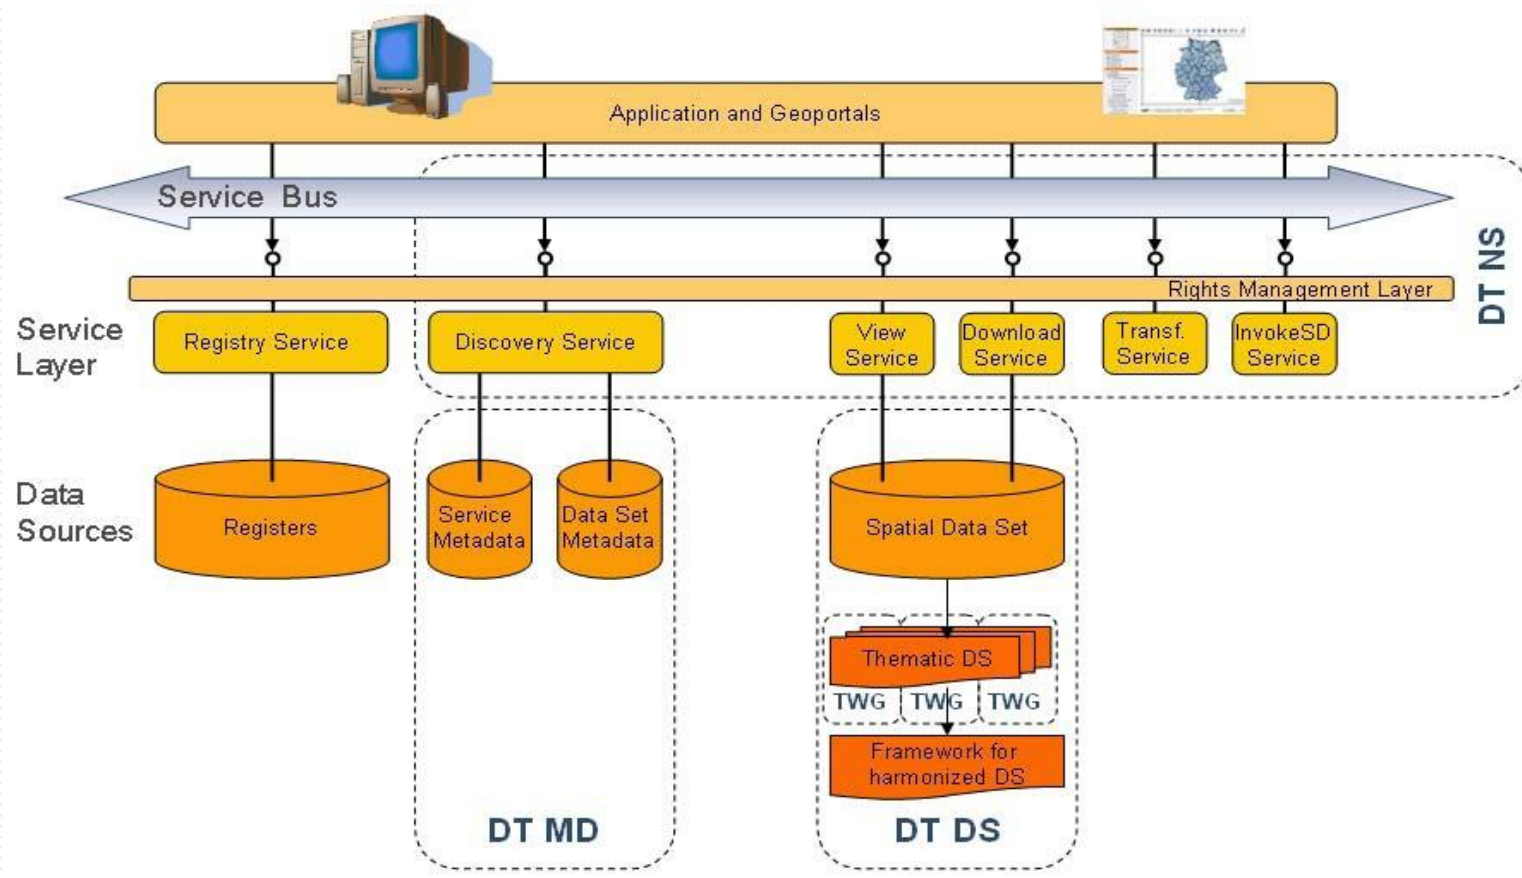 Application and Geoportals
Service Bus
DT NS
Rights Management Layer
Service
Layer
Registry Service
Discovery Service
View
Service
Download
Service
Transf.
Service
InvokeSD
Service
Data
Sources
Registers
Service
Metadata
Data Set
Metadata
Spatial Data Set
Thematic DS
TWG
TWG
TWG
Framework for
harmonized DS
DT MD
DT DS